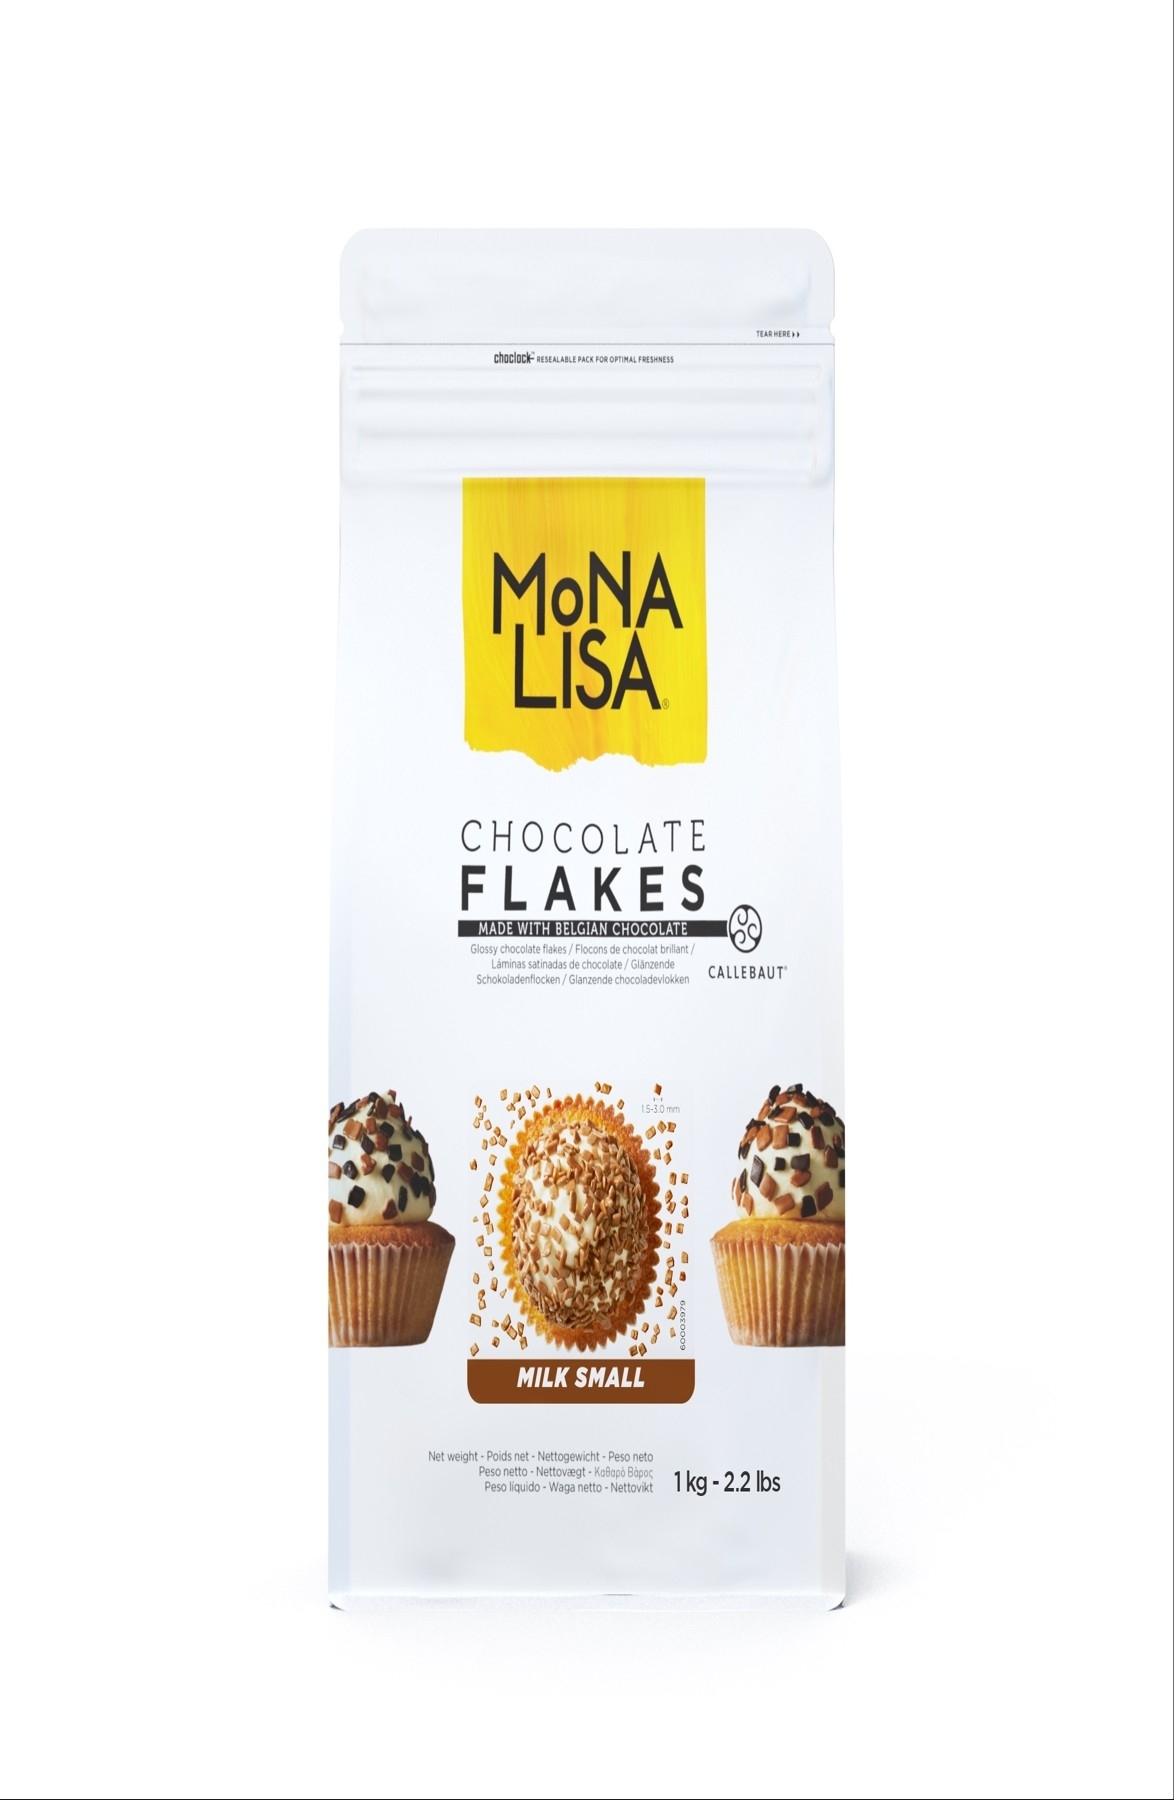 TEAR HERE
choclock™ RESEALABLE PACK FOR OPTIMAL FRESHNESS
MoNA
LISA®
CHOCOLATE
FLAKES
MADE WITH BELGIAN CHOCOLATE
Glossy chocolate flakes / Flocons de chocolat brillant /
Láminas satinadas de chocolate / Glänzende
Schokoladenflocken / Glanzende chocoladevlokken
CALLEBAUT®
1.5-3.0 mm
60003979
MILK SMALL
Net weight - Poids net - Nettogewicht - Peso neto
Peso netto - Nettovægt - Καθαρό Βάρος
Peso líquido - Waga netto - Nettovikt
1 kg - 2.2 lbs